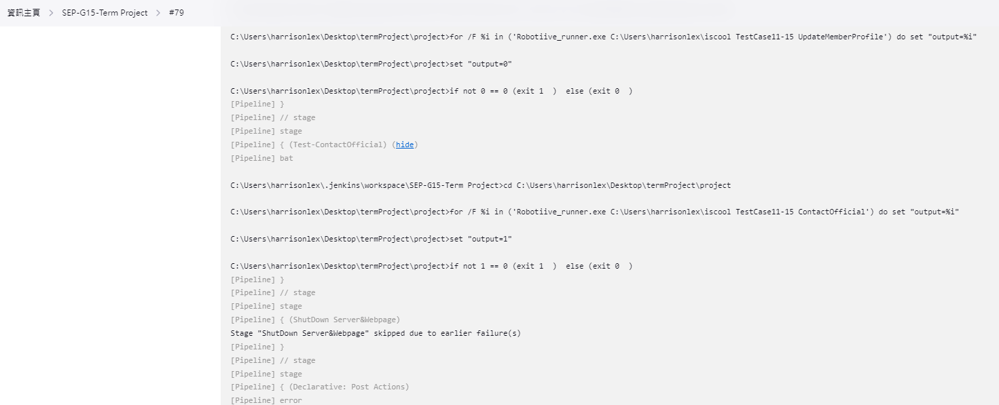 資訊主頁 > SEP-G15-Term Project > #79
C:\Users\harrisonlex\Desktop\termProject\project>for /F %i in ('Robotiive_runner.exe C:\Users\harrisonlex\iscool TestCase11-15 UpdateMemberProfile') do set "output=%i"
C:\Users\harrisonlex\Desktop\termProject\project>set "output=0"
C:\Users\harrisonlex\Desktop\termProject\project>if not 0 == 0 (exit 1  )  else (exit 0  )
[Pipeline] }
[Pipeline] // stage
[Pipeline] stage
[Pipeline] { (Test-ContactOfficial) (hide)
[Pipeline] bat
C:\Users\harrisonlex\.jenkins\workspace\SEP-G15-Term Project>cd C:\Users\harrisonlex\Desktop\termProject\project
C:\Users\harrisonlex\Desktop\termProject\project>for /F %i in ('Robotiive_runner.exe C:\Users\harrisonlex\iscool TestCase11-15 ContactOfficial') do set "output=%i"
C:\Users\harrisonlex\Desktop\termProject\project>set "output=1"
C:\Users\harrisonlex\Desktop\termProject\project>if not 1 == 0 (exit 1  )  else (exit 0  )
[Pipeline] }
[Pipeline] // stage
[Pipeline] stage
[Pipeline] { (ShutDown Server&Webpage)
Stage "ShutDown Server&Webpage" skipped due to earlier failure(s)
[Pipeline] }
[Pipeline] // stage
[Pipeline] stage
[Pipeline] { (Declarative: Post Actions)
[Pipeline] error